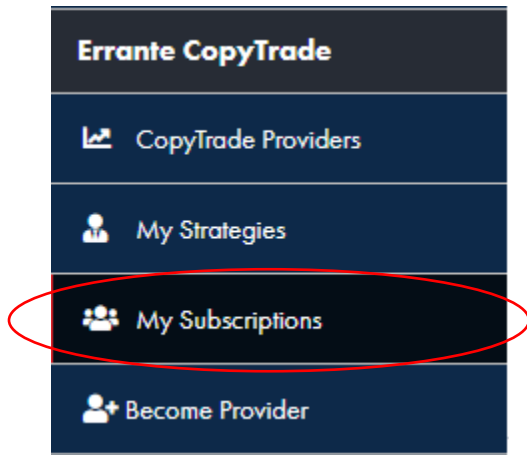 Errante CopyTrade
CopyTrade Providers
My Strategies
My Subscriptions
Become Provider